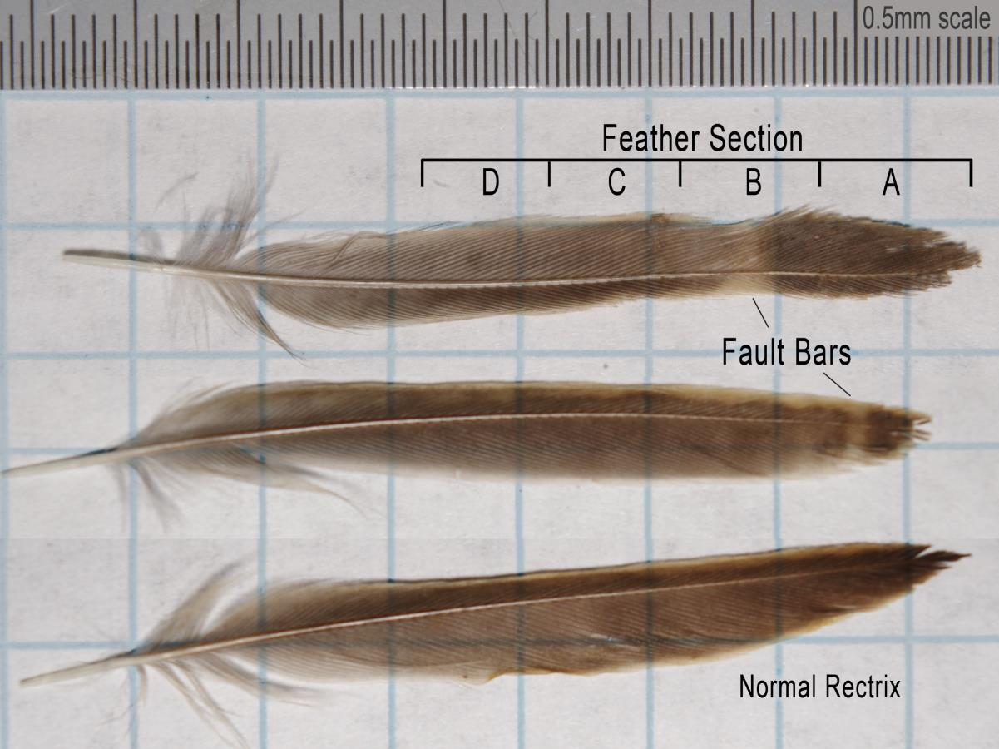 0.5mm scale
Feather Section
D C B A
Fault Bars
Normal Rectrix